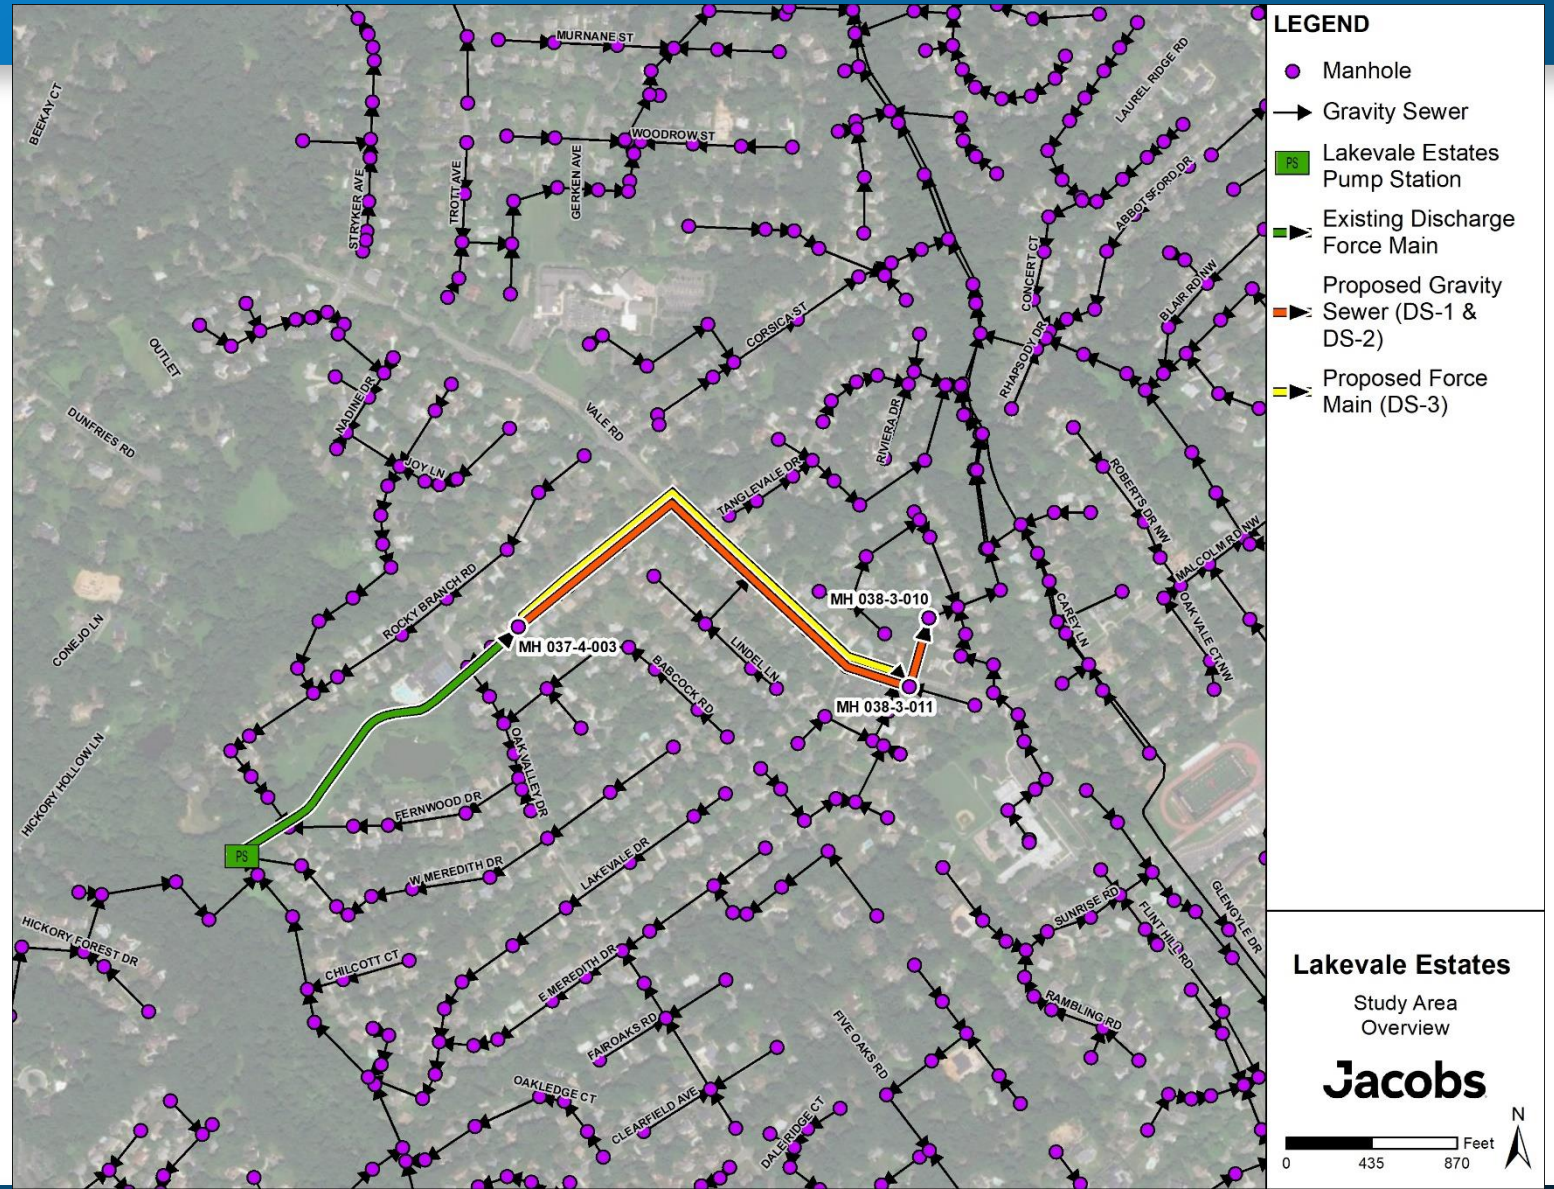 MURNANE ST
BEEKAY CT
LAUREL RIDGE RD
WOODROW ST
STRYKER AVE
TROTT AVE
GERKEN AVE
ABBOTSFORD DR
CONCERT CT
BLAIR RD NW
CORSICA ST
RHAPSODY DR
OUTLET
NADINE DR
DUNFRIES RD
VALE RD
RIVIERA DR
JOY LN
TANGLEVALE DR
ROBERTS DR NW
MALCOLM RD NW
OAKVALE CT NW
ROCKY BRANCH RD
CONEJO LN
MH 038-3-010
CAREY LN
MH 037-4-003
LINDEL LN
BABCOCK RD
MH 038-3-011
HICKORY HOLLOW LN
OAK VALLEY DR
FERNWOOD DR
PS
W MEREDITH DR
LAKEVALE DR
HICKORY FOREST DR
CHILCOTT CT
E MEREDITH DR
SUNRISE RD
FLINT HILL RD
GLENGYLE DR
RAMBLING RD
FAIROAKS RD
FIVE OAKS RD
OAKLEDGE CT
CLEARFIELD AVE
DALE RIDGE CT
LEGEND
Manhole
Gravity Sewer
PS
Lakevale Estates
Pump Station
Existing Discharge
Force Main
Proposed Gravity
Sewer (DS-1 &
DS-2)
Proposed Force
Main (DS-3)
Lakevale Estates
Study Area
Overview
Jacobs
N
Feet
0 435 870